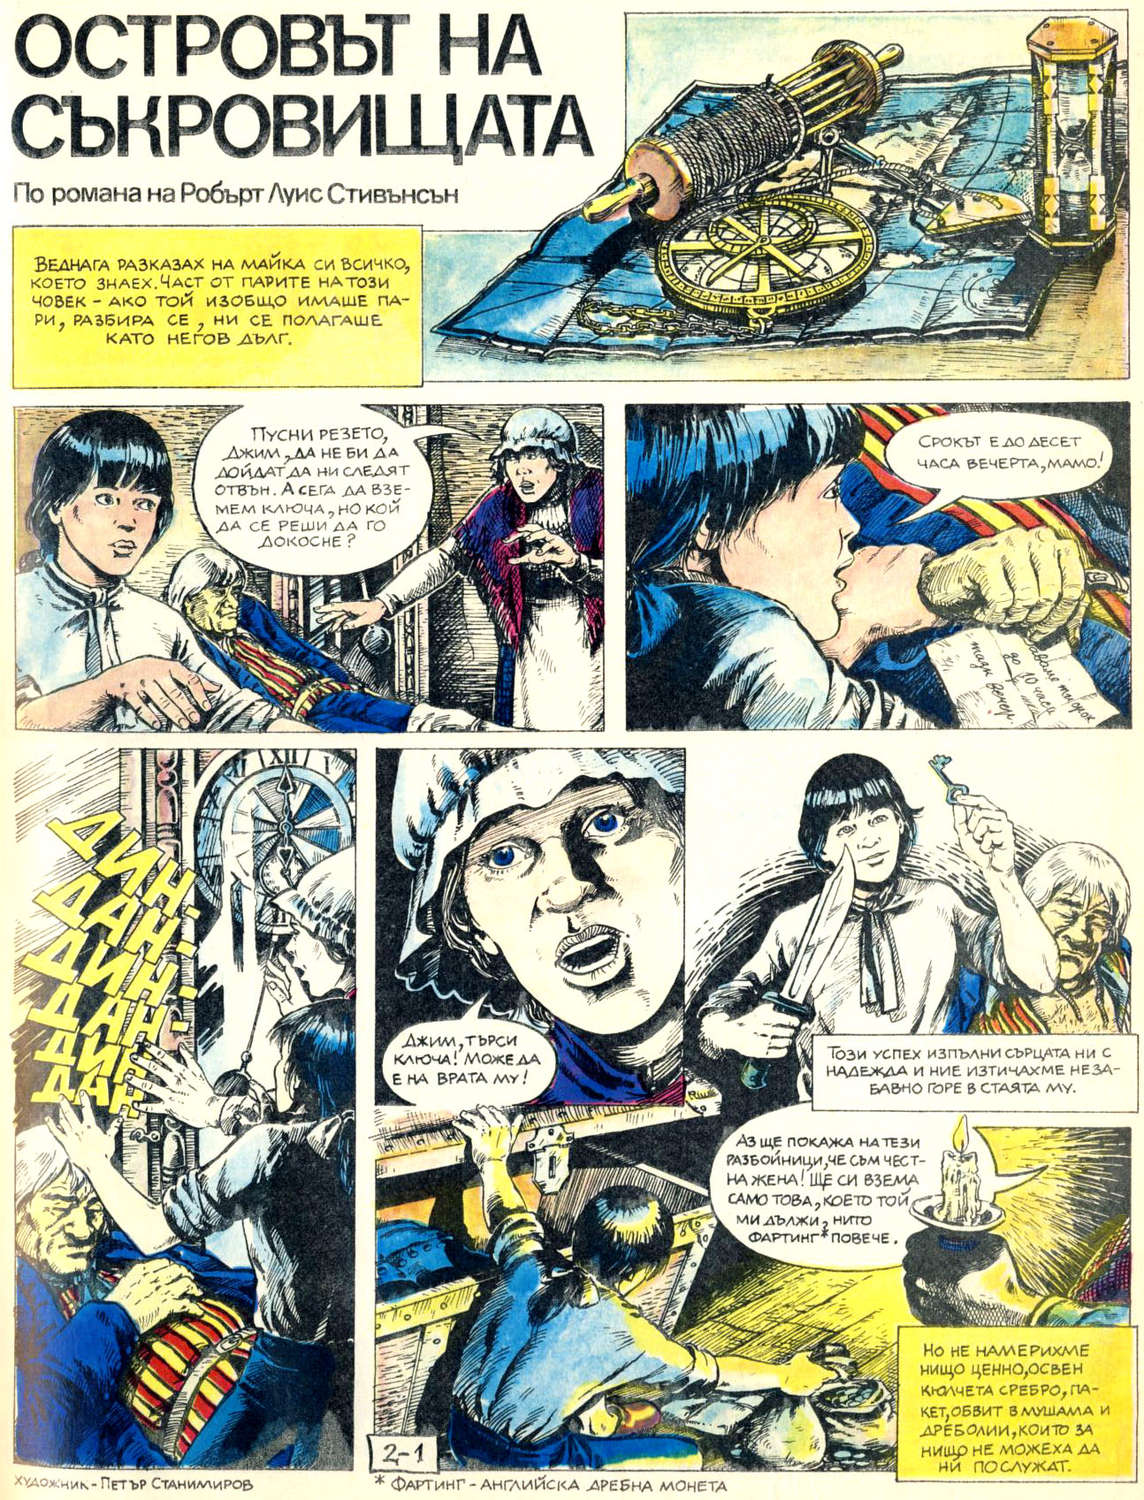 ОСТРОВЪТ НА
СЪКРОВИЩАТА
По романа на Робърт Луис Стивънсън
ВЕДНАГА РАЗКАЗАХ НА МАЙКА СИ ВСИЧКО,
КОЕТО ЗНАЕХ. ЧАСТ ОТ ПАРИТЕ НА ТОЗИ
ЧОВЕК - АКО ТОЙ ИЗОБЩО ИМАШЕ ПА-
РИ, РАЗБИРА СЕ, НИ СЕ ПОЛАГАШЕ
КАТО НЕГОВ ДЪЛГ.
ПУСНИ РЕЗЕТО,
ДЖИМ, ДА НЕ БИ ДА
ДОЙДАТ ДА НИ СЛЕДЯТ
ОТВЪН. А СЕГА ДА ВЗЕ-
МЕМ КЛЮЧА, НО КОЙ
ДА СЕ РЕШИ ДА ГО
ДОКОСНЕ?
СРОКЪТ Е ДО ДЕСЕТ
ЧАСА ВЕЧЕРТА, МАМО!
до 10 часа
тази вечер
ДИН-
ДАН-
ДИН-
ДАН-
ДИН
ДАН
XI XII I
ДЖИМ, ТЪРСИ
КЛЮЧА! МОЖЕ ДА
Е НА ВРАТА МУ!
ТОЗИ УСПЕХ ИЗПЪЛНИ СЪРЦАТА НИ С
НАДЕЖДА И НИЕ ИЗТИЧАХМЕ НЕЗА-
БАВНО ГОРЕ В СТАЯТА МУ.
АЗ ЩЕ ПОКАЖА НА ТЕЗИ
РАЗБОЙНИЦИ, ЧЕ СЪМ ЧЕСТ-
НА ЖЕНА! ЩЕ СИ ВЗЕМА
САМО ТОВА, КОЕТО ТОЙ
МИ ДЪЛЖИ, НИТО
ФАРТИНГ* ПОВЕЧЕ.
НО НЕ НАМЕРИХМЕ
НИЩО ЦЕННО, ОСВЕН
КЮЛЧЕТА СРЕБРО, ПА-
КЕТ, ОБВИТ В МУШАМА И
ДРЕБОЛИИ, КОИТО ЗА
НИЩО НЕ МОЖЕХА ДА
НИ ПОСЛУЖАТ.
2-1
ХУДОЖНИК - ПЕТЪР СТАНИМИРОВ
* ФАРТИНГ - АНГЛИЙСКА ДРЕБНА МОНЕТА